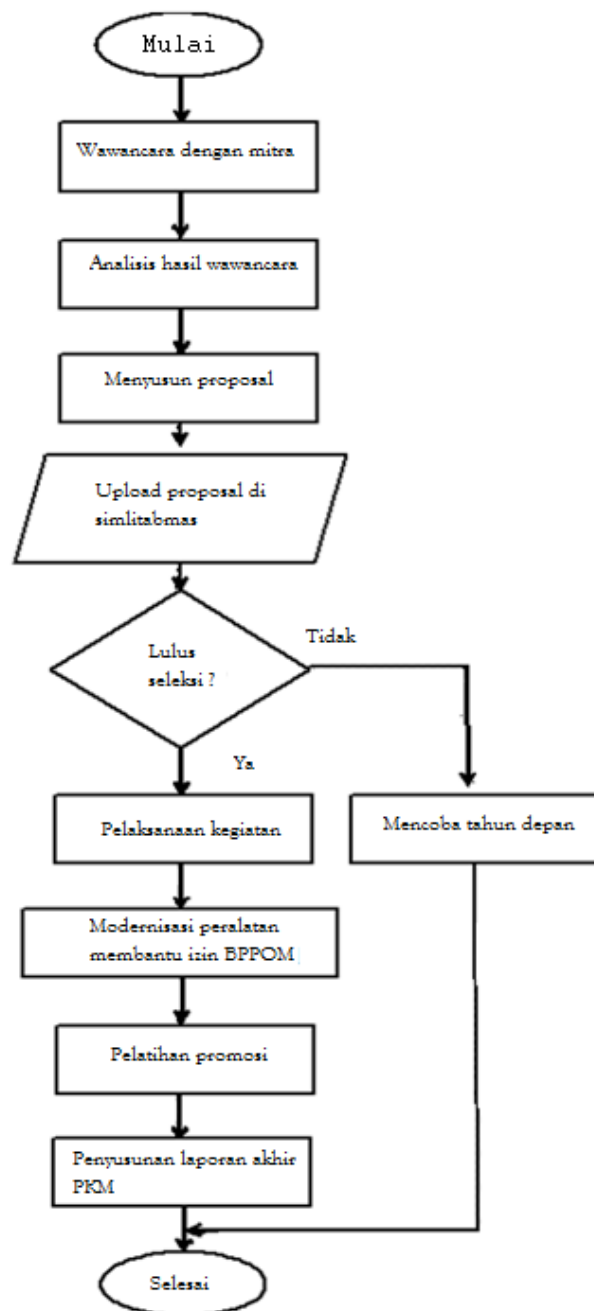 Mulai
Wawancara dengan mitra
Analisis hasil wawancara
Menyusun proposal
Upload proposal di
simlitabmas
Lulus
seleksi ?
Tidak
Ya
Pelaksanaan kegiatan
Mencoba tahun depan
Modernisasi peralatan
membantu izin BPPOM
Pelatihan promosi
Penyusunan laporan akhir
PKM
Selesai